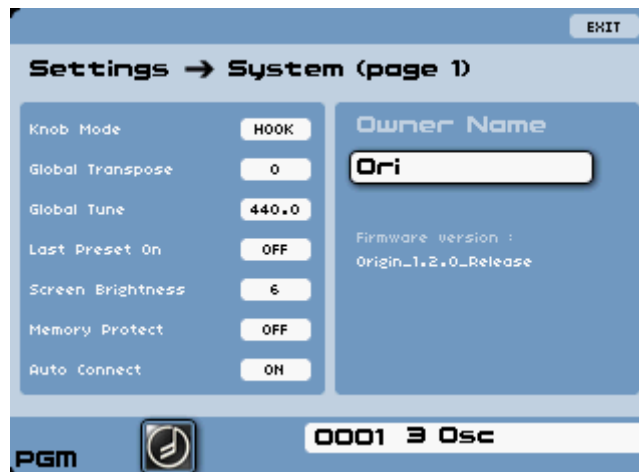 EXIT
Settings → System (page 1)
Knob Mode HOOK
Global Transpose 0
Global Tune 440.0
Last Preset On OFF
Screen Brightness 6
Memory Protect OFF
Auto Connect ON
Owner Name
Ori
Firmware version :
Origin_1.2.0_Release
PGM
0001 3 Osc